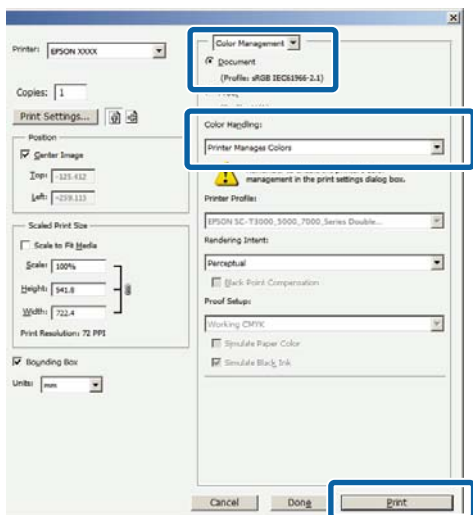 Printer: EPSON XXXX
Copies: 1
Print Settings...
Position
Center Image
Top: -125.412
Left: -259.113
Scaled Print Size
Scale to Fit Media
Scale: 100%
Height: 541.8
Width: 722.4
Print Resolution: 72 PPI
Bounding Box
Units: mm
Color Management
Document
(Profile: sRGB IEC61966-2.1)
Color Handling:
Printer Manages Colors
management in the print settings dialog box.
Printer Profile:
EPSON SC-T3000_5000_7000_Series Double...
Rendering Intent:
Perceptual
Black Point Compensation
Proof Setup:
Working CMYK
Simulate Paper Color
Simulate Black Ink
Cancel
Done
Print